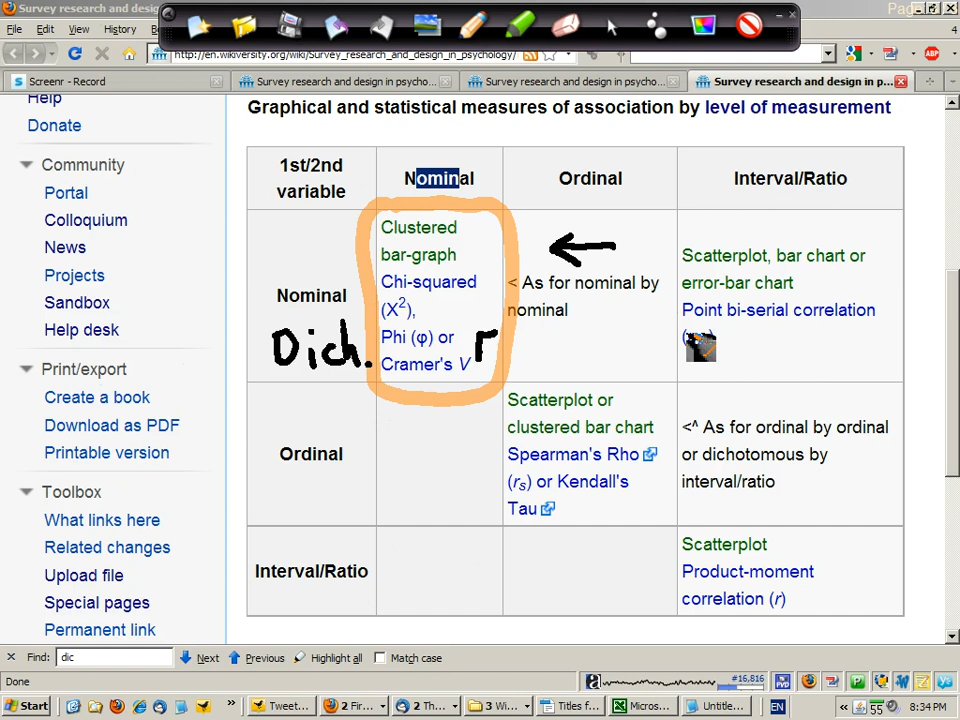 Pag
File Edit View History
4
http://en.wikiversity.org/wiki/Survey_research_and_design_in_psychology/
Screenr - Record
Survey research and design in psycho...
Survey research and design in psycho...
Survey research and design in p...
Help
Donate
Community
Portal
Colloquium
News
Projects
Sandbox
Help desk
Print/export
Create a book
Download as PDF
Printable version
Toolbox
What links here
Related changes
Upload file
Special pages
Permanent link
Graphical and statistical measures of association by level of measurement
1st/2nd
variable
Nominal
Ordinal
Interval/Ratio
Nominal
Clustered
bar-graph
Chi-squared
(X2),
Phi (φ) or
Cramer's V
< As for nominal by
nominal
Scatterplot, bar chart or
error-bar chart
Point bi-serial correlation
Dich.
r
Ordinal
Scatterplot or
clustered bar chart
Spearman's Rho
(rs) or Kendall's
Tau
<^ As for ordinal by ordinal
or dichotomous by
interval/ratio
Interval/Ratio
Scatterplot
Product-moment
correlation (r)
Find: dic Next Previous Highlight all Match case
Done
#16,816
Start
Tweet...
2 Fir...
2 Th...
3 Wi...
Titles f...
Micros...
Untitle...
EN
55
8:34 PM